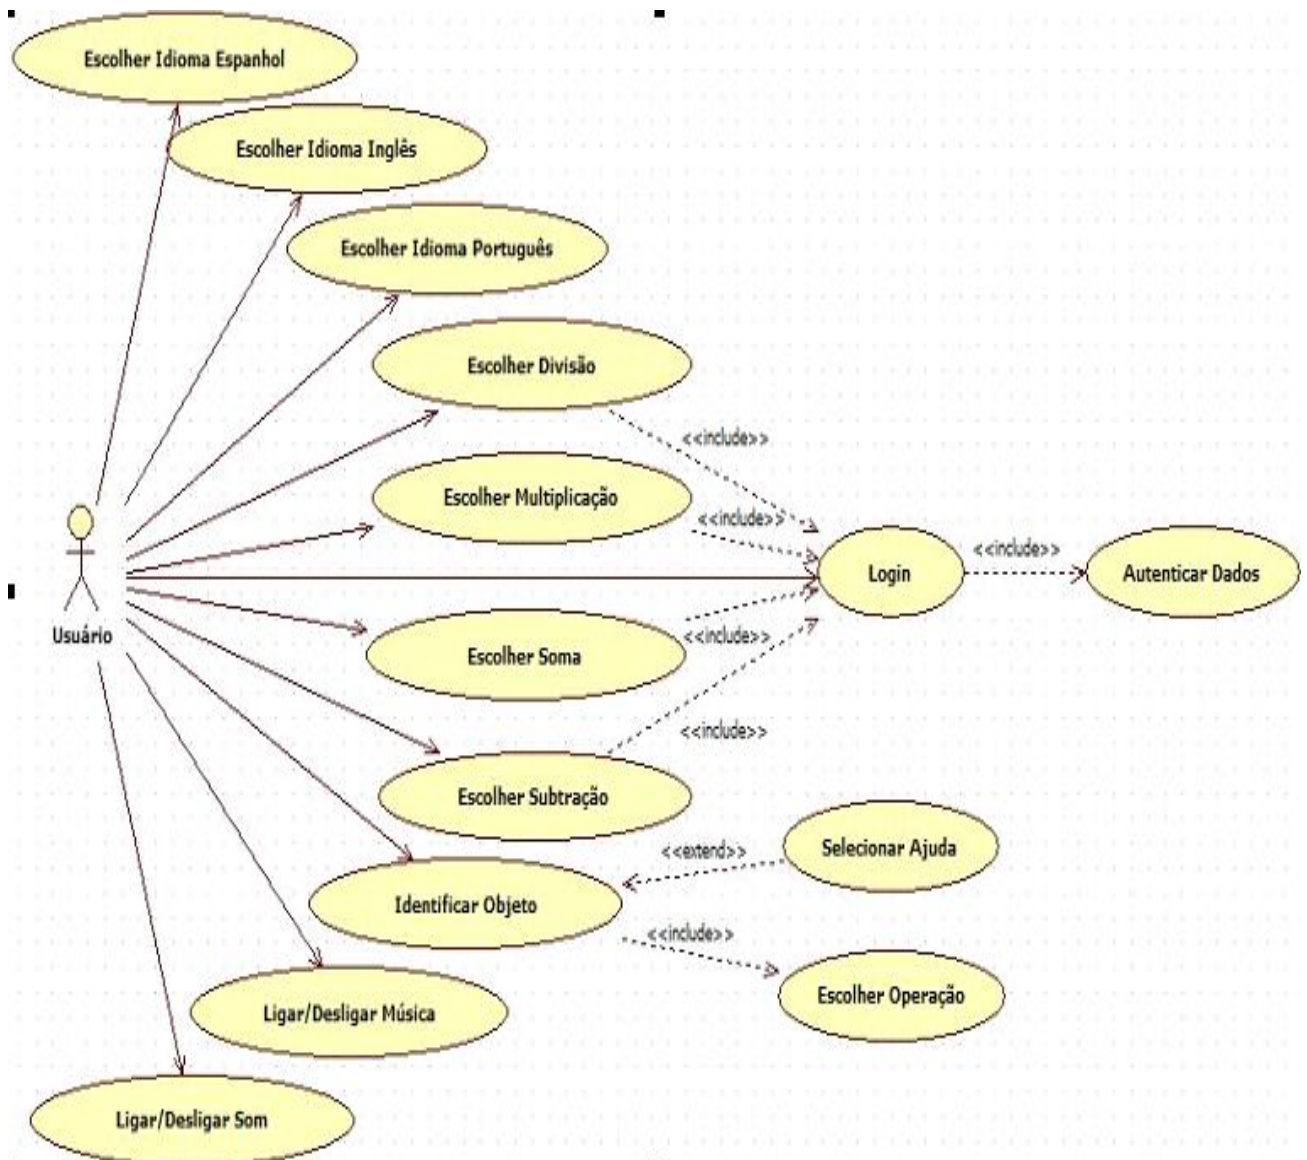 Escolher Idioma Espanhol
Escolher Idioma Inglês
Escolher Idioma Português
Escolher Divisão
<<include>>
Escolher Multiplicação
<<include>>
Login
<<include>>
Autenticar Dados
Usuário
Escolher Soma
<<include>>
<<include>>
Escolher Subtração
<<extend>>
Selecionar Ajuda
Identificar Objeto
<<include>>
Escolher Operação
Ligar/Desligar Música
Ligar/Desligar Som